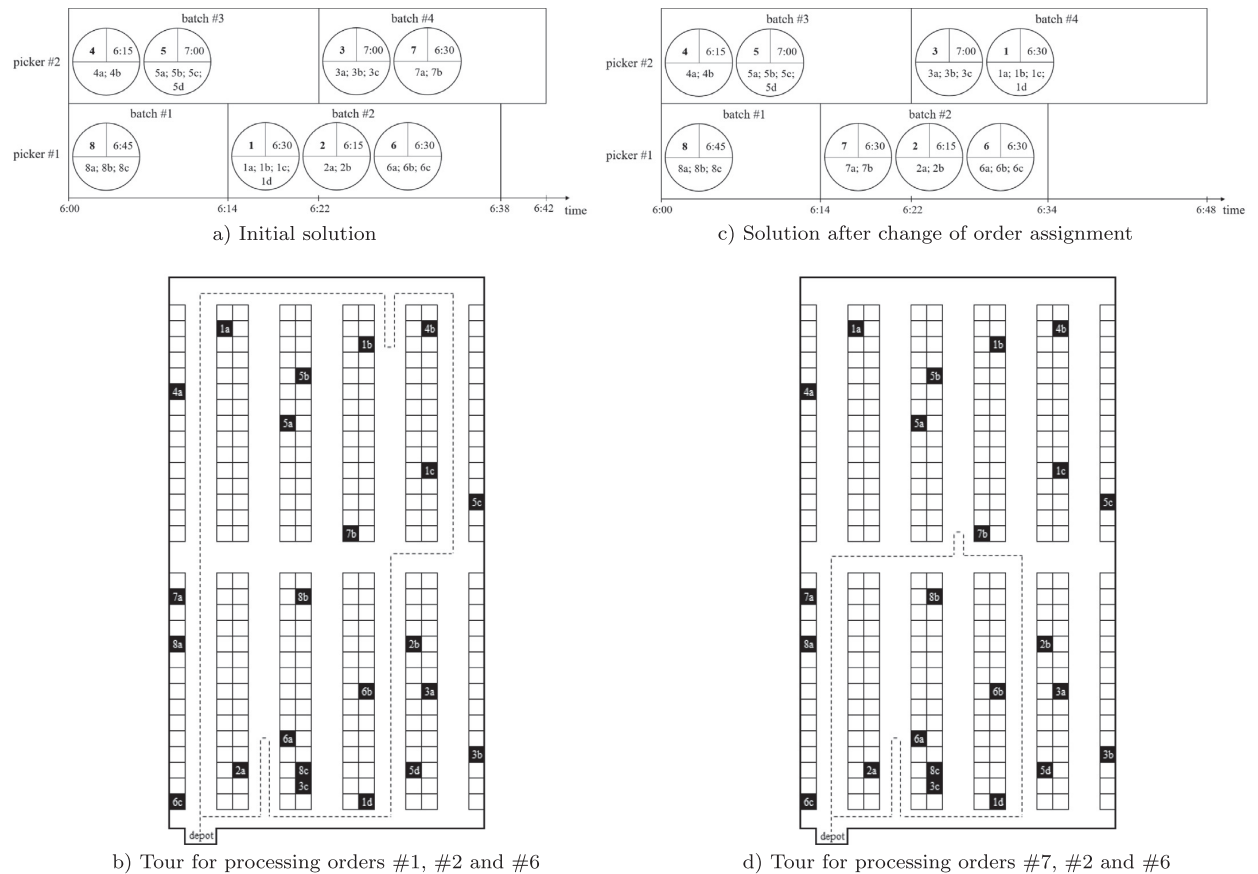 batch #3
batch #4
picker #2
4
6:15
4a; 4b
5
7:00
5a; 5b; 5c;
5d
3
7:00
3a; 3b; 3c
7
6:30
7a; 7b
batch #1
batch #2
picker #1
8
6:45
8a; 8b; 8c
1
6:30
1a; 1b; 1c;
1d
2
6:15
2a; 2b
6
6:30
6a; 6b; 6c
6:00
6:14
6:22
6:38
6:42
time
a) Initial solution
batch #3
batch #4
picker #2
4
6:15
4a; 4b
5
7:00
5a; 5b; 5c;
5d
3
7:00
3a; 3b; 3c
1
6:30
1a; 1b; 1c;
1d
batch #1
batch #2
picker #1
8
6:45
8a; 8b; 8c
7
6:30
7a; 7b
2
6:15
2a; 2b
6
6:30
6a; 6b; 6c
6:00
6:14
6:22
6:34
6:48
time
c) Solution after change of order assignment
1a
4b
1b
5b
4a
5a
1c
5c
7b
7a
8b
8a
2b
6b
3a
6a
3b
2a
8c
5d
3c
6c
1d
depot
b) Tour for processing orders #1, #2 and #6
1a
4b
1b
5b
4a
5a
1c
5c
7b
7a
8b
8a
2b
6b
3a
6a
3b
2a
8c
5d
3c
6c
1d
depot
d) Tour for processing orders #7, #2 and #6